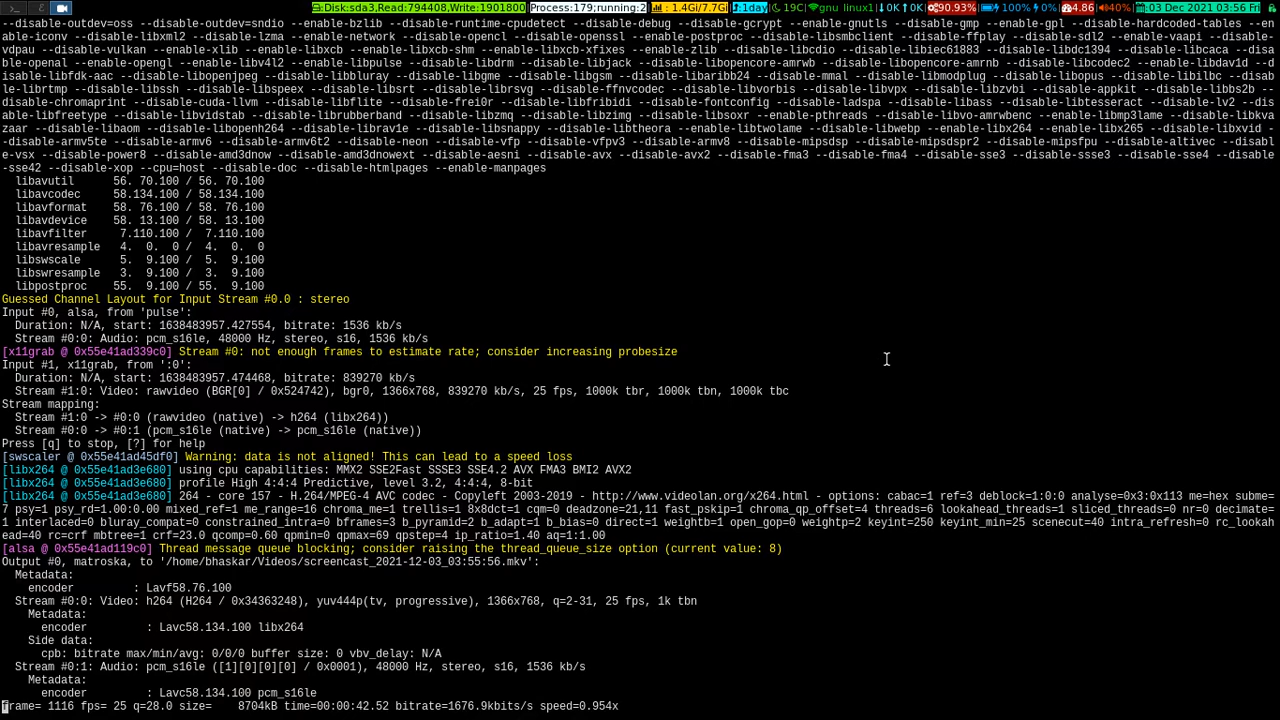 Disk:sda3,Read:794408,Write:1901800 Process:179;running:2 : 1.4Gi/7.7Gi :1day 19C gnu linux1 0K 0K 90.93% 100% 0% 4.86 40% :03 Dec 2021 03:56 Fri
--disable-outdev=oss --disable-outdev=sndio --enable-bzlib --disable-runtime-cpudetect --disable-debug --disable-gcrypt --enable-gnutls --disable-gmp --enable-gpl --disable-hardcoded-tables --en
able-iconv --disable-libxml2 --disable-lzma --enable-network --disable-opencl --disable-openssl --enable-postproc --disable-libsmbclient --disable-ffplay --disable-sdl2 --enable-vaapi --disable-
vdpau --disable-vulkan --enable-xlib --enable-libxcb --enable-libxcb-shm --enable-libxcb-xfixes --enable-zlib --disable-libcdio --disable-libiec61883 --disable-libdc1394 --disable-libcaca --disa
ble-openal --enable-opengl --enable-libv4l2 --enable-libpulse --disable-libdrm --disable-libjack --disable-libopencore-amrwb --disable-libopencore-amrnb --disable-libcodec2 --enable-libdav1d --d
isable-libfdk-aac --disable-libopenjpeg --disable-libbluray --disable-libgme --disable-libgsm --disable-libaribb24 --disable-mmal --disable-libmodplug --disable-libopus --disable-libilbc --disab
le-librtmp --disable-libssh --disable-libspeex --disable-libsrt --disable-librsvg --disable-ffnvcodec --disable-libvorbis --disable-libvpx --disable-libzvbi --disable-appkit --disable-libbs2b --
disable-chromaprint --disable-cuda-llvm --disable-libflite --disable-frei0r --disable-libfribidi --disable-fontconfig --disable-ladspa --disable-libass --disable-libtesseract --disable-lv2 --dis
able-libfreetype --disable-libvidstab --disable-librubberband --disable-libzmq --disable-libzimg --disable-libsoxr --enable-pthreads --disable-libvo-amrwbenc --enable-libmp3lame --disable-libkva
zaar --disable-libaom --disable-libopenh264 --disable-librav1e --disable-libsnappy --disable-libtheora --enable-libtwolame --disable-libwebp --enable-libx264 --enable-libx265 --disable-libxvid -
-disable-armv5te --disable-armv6 --disable-armv6t2 --disable-neon --disable-vfp --disable-vfpv3 --disable-armv8 --disable-mipsdsp --disable-mipsdspr2 --disable-mipsfpu --disable-altivec --disabl
e-vsx --disable-power8 --disable-amd3dnow --disable-amd3dnowext --disable-aesni --disable-avx --disable-avx2 --disable-fma3 --disable-fma4 --disable-sse3 --disable-ssse3 --disable-sse4 --disable
-sse42 --disable-xop --cpu=host --disable-doc --disable-htmlpages --enable-manpages
libavutil      56. 70.100 / 56. 70.100
libavcodec     58.134.100 / 58.134.100
libavformat    58. 76.100 / 58. 76.100
libavdevice    58. 13.100 / 58. 13.100
libavfilter     7.110.100 /  7.110.100
libavresample   4.  0.  0 /  4.  0.  0
libswscale      5.  9.100 /  5.  9.100
libswresample   3.  9.100 /  3.  9.100
libpostproc    55.  9.100 / 55.  9.100
Guessed Channel Layout for Input Stream #0.0 : stereo
Input #0, alsa, from 'pulse':
Duration: N/A, start: 1638483957.427554, bitrate: 1536 kb/s
Stream #0:0: Audio: pcm_s16le, 48000 Hz, stereo, s16, 1536 kb/s
[x11grab @ 0x55e41ad339c0] Stream #0: not enough frames to estimate rate; consider increasing probesize
Input #1, x11grab, from ':0':
Duration: N/A, start: 1638483957.474468, bitrate: 839270 kb/s
Stream #1:0: Video: rawvideo (BGR[0] / 0x524742), bgr0, 1366x768, 839270 kb/s, 25 fps, 1000k tbr, 1000k tbn, 1000k tbc
Stream mapping:
Stream #1:0 -> #0:0 (rawvideo (native) -> h264 (libx264))
Stream #0:0 -> #0:1 (pcm_s16le (native) -> pcm_s16le (native))
Press [q] to stop, [?] for help
[swscaler @ 0x55e41ad45df0] Warning: data is not aligned! This can lead to a speed loss
[libx264 @ 0x55e41ad3e680] using cpu capabilities: MMX2 SSE2Fast SSSE3 SSE4.2 AVX FMA3 BMI2 AVX2
[libx264 @ 0x55e41ad3e680] profile High 4:4:4 Predictive, level 3.2, 4:4:4, 8-bit
[libx264 @ 0x55e41ad3e680] 264 - core 157 - H.264/MPEG-4 AVC codec - Copyleft 2003-2019 - http://www.videolan.org/x264.html - options: cabac=1 ref=3 deblock=1:0:0 analyse=0x3:0x113 me=hex subme=
7 psy=1 psy_rd=1.00:0.00 mixed_ref=1 me_range=16 chroma_me=1 trellis=1 8x8dct=1 cqm=0 deadzone=21,11 fast_pskip=1 chroma_qp_offset=4 threads=6 lookahead_threads=1 sliced_threads=0 nr=0 decimate=
1 interlaced=0 bluray_compat=0 constrained_intra=0 bframes=3 b_pyramid=2 b_adapt=1 b_bias=0 direct=1 weightb=1 open_gop=0 weightp=2 keyint=250 keyint_min=25 scenecut=40 intra_refresh=0 rc_lookah
ead=40 rc=crf mbtree=1 crf=23.0 qcomp=0.60 qpmin=0 qpmax=69 qpstep=4 ip_ratio=1.40 aq=1:1.00
[alsa @ 0x55e41ad119c0] Thread message queue blocking; consider raising the thread_queue_size option (current value: 8)
Output #0, matroska, to '/home/bhaskar/Videos/screencast_2021-12-03_03:55:56.mkv':
Metadata:
encoder         : Lavf58.76.100
Stream #0:0: Video: h264 (H264 / 0x34363248), yuv444p(tv, progressive), 1366x768, q=2-31, 25 fps, 1k tbn
Metadata:
encoder         : Lavc58.134.100 libx264
Side data:
cpb: bitrate max/min/avg: 0/0/0 buffer size: 0 vbv_delay: N/A
Stream #0:1: Audio: pcm_s16le ([1][0][0][0] / 0x0001), 48000 Hz, stereo, s16, 1536 kb/s
Metadata:
encoder         : Lavc58.134.100 pcm_s16le
frame= 1116 fps= 25 q=28.0 size=    8704kB time=00:00:42.52 bitrate=1676.9kbits/s speed=0.954x